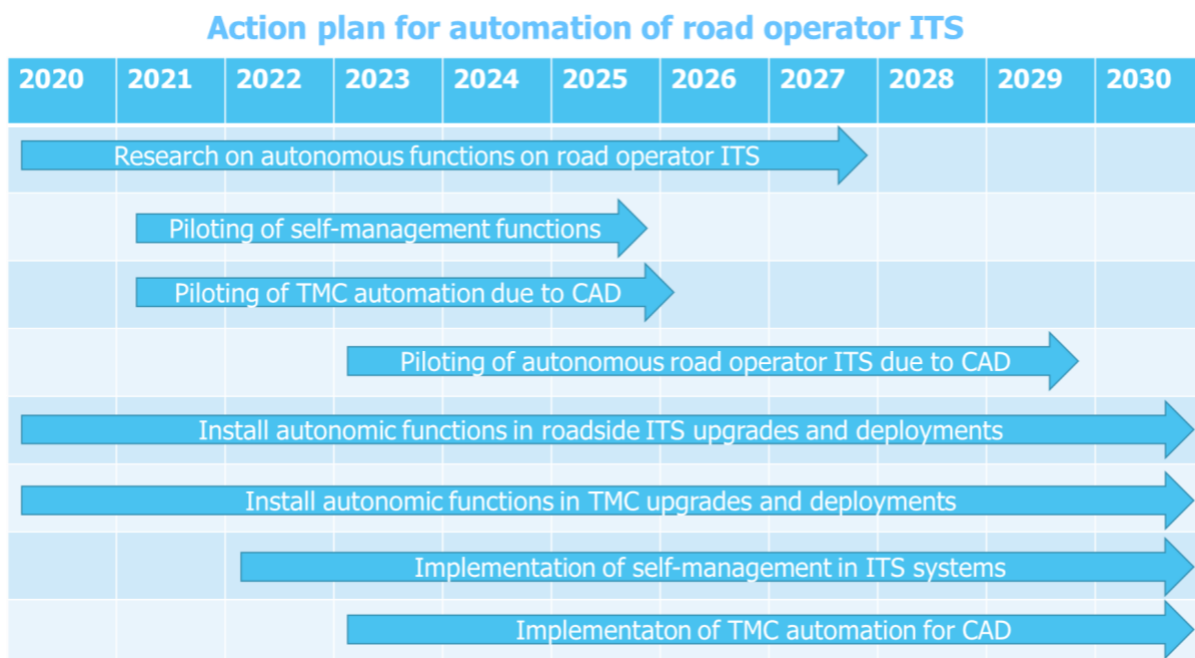 Action plan for automation of road operator ITS
2020 2021 2022 2023 2024 2025 2026 2027 2028 2029 2030
Research on autonomous functions on road operator ITS
Piloting of self-management functions
Piloting of TMC automation due to CAD
Piloting of autonomous road operator ITS due to CAD
Install autonomic functions in roadside ITS upgrades and deployments
Install autonomic functions in TMC upgrades and deployments
Implementation of self-management in ITS systems
Implementaton of TMC automation for CAD